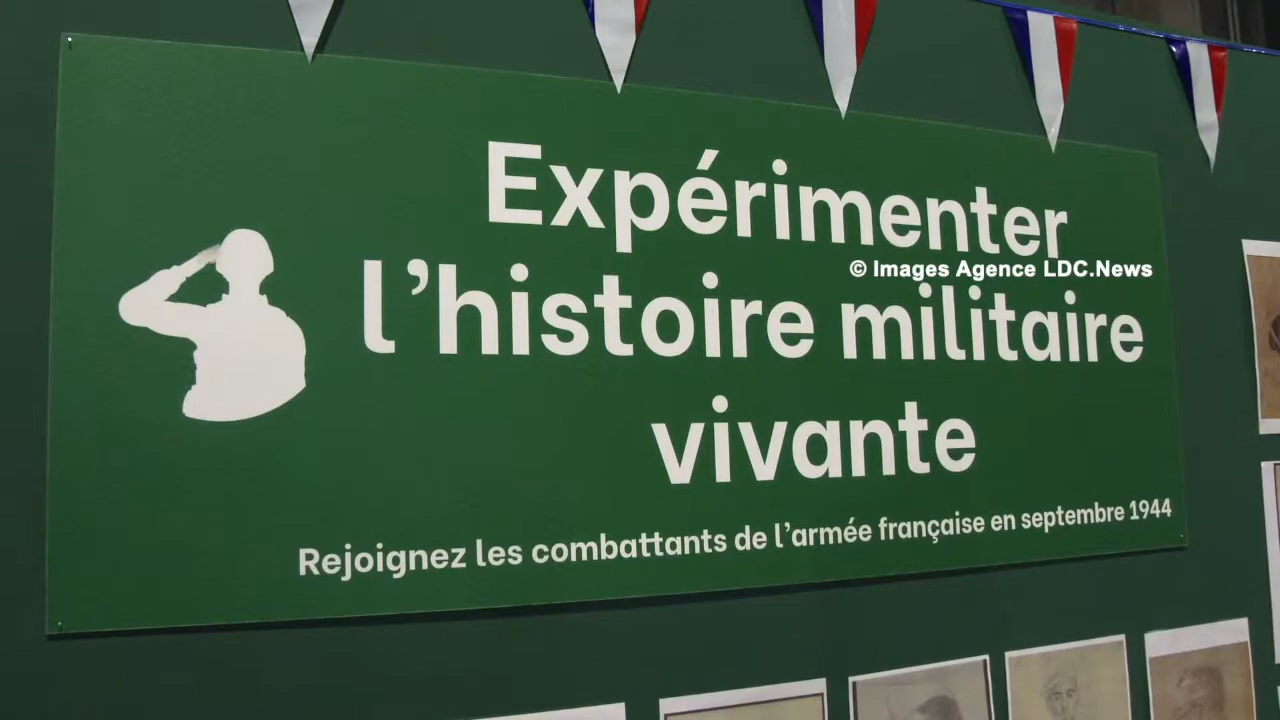 Expérimenter
© Images Agence LDC.News
l'histoire militaire
vivante
Rejoignez les combattants de l'armée française en septembre 1944